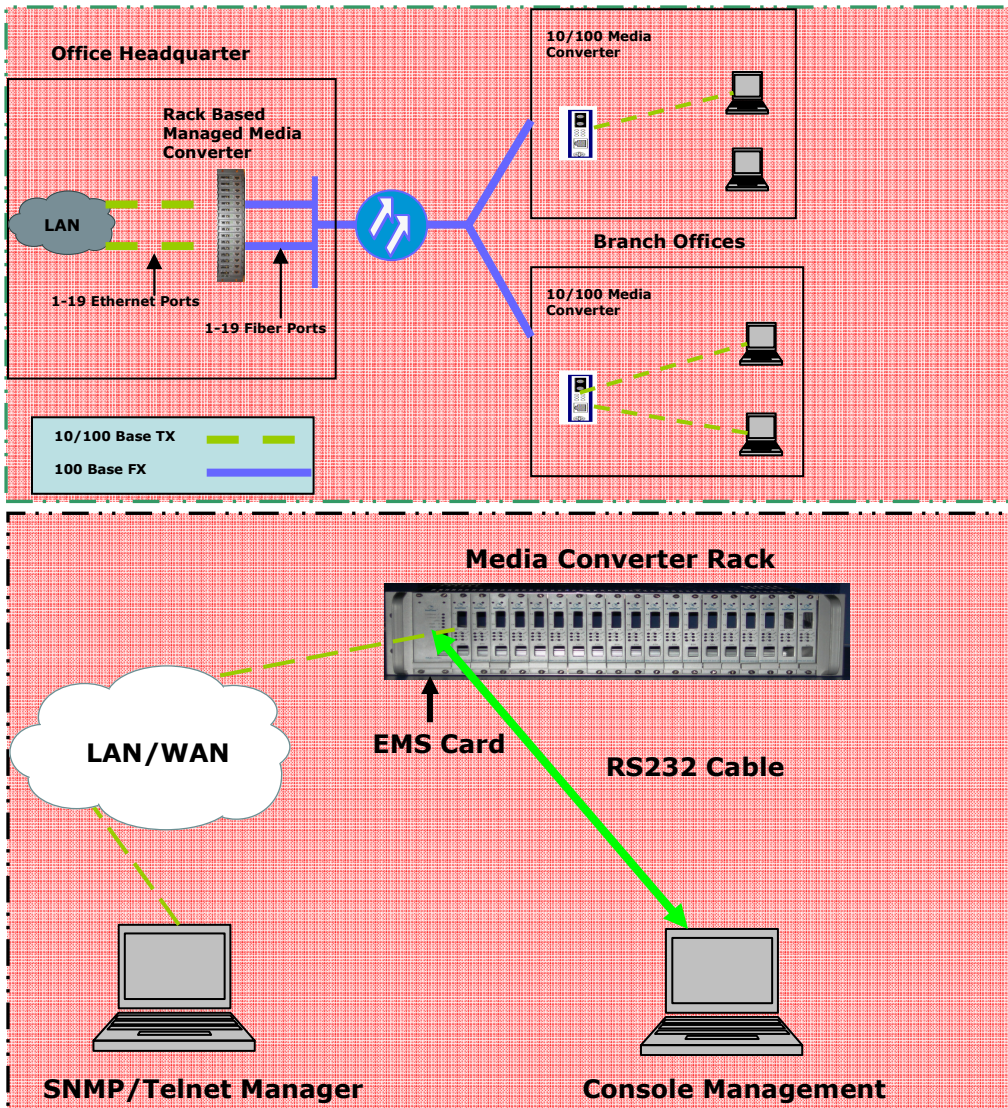 Office Headquarter
10/100 Media
Converter
Rack Based
Managed Media
Converter
LAN
1-19 Ethernet Ports
1-19 Fiber Ports
Branch Offices
10/100 Media
Converter
10/100 Base TX
100 Base FX
Media Converter Rack
EMS Card
LAN/WAN
RS232 Cable
SNMP/Telnet Manager
Console Management